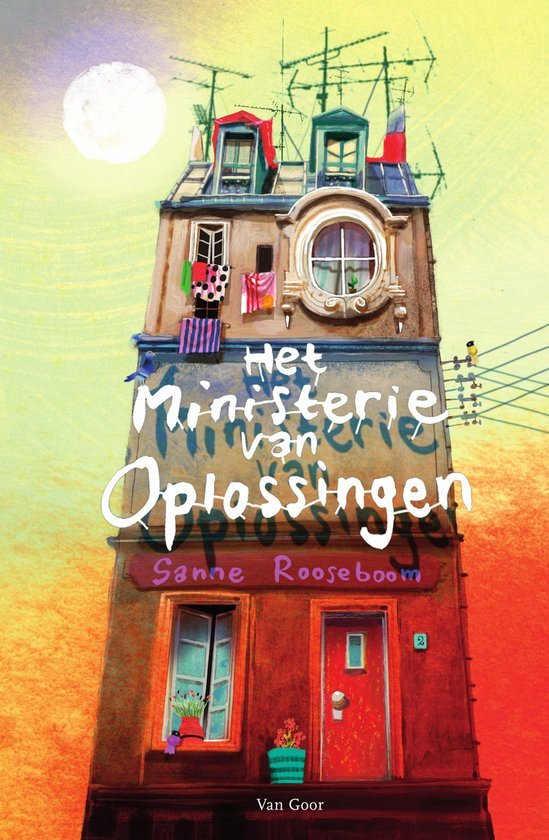 Het
Ministerie
van
Oplossingen
Sanne Rooseboom
2
Van Goor